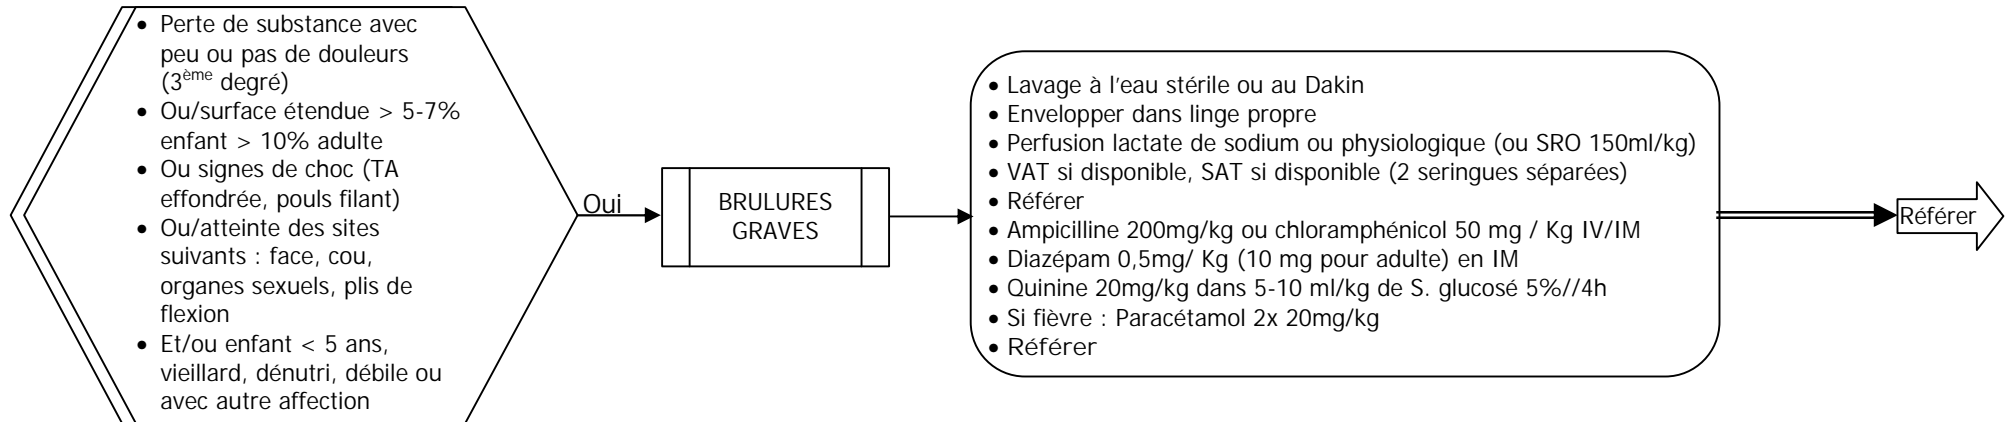 • Perte de substance avec
peu ou pas de douleurs
(3ème degré)
• Ou/surface étendue > 5-7%
enfant > 10% adulte
• Ou signes de choc (TA
effondrée, pouls filant)
• Ou/atteinte des sites
suivants : face, cou,
organes sexuels, plis de
flexion
• Et/ou enfant < 5 ans,
vieillard, dénutri, débile ou
avec autre affection
Oui
BRULURES
GRAVES
• Lavage à l'eau stérile ou au Dakin
• Envelopper dans linge propre
• Perfusion lactate de sodium ou physiologique (ou SRO 150ml/kg)
• VAT si disponible, SAT si disponible (2 seringues séparées)
• Référer
• Ampicilline 200mg/kg ou chloramphénicol 50 mg / Kg IV/IM
• Diazépam 0,5mg/ Kg (10 mg pour adulte) en IM
• Quinine 20mg/kg dans 5-10 ml/kg de S. glucosé 5%//4h
• Si fièvre : Paracétamol 2x 20mg/kg
• Référer
Référer